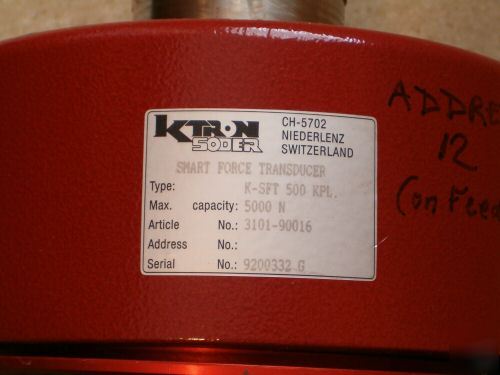 K-TRON
SODER
CH-5702
NIEDERLENZ
SWITZERLAND
SMART FORCE TRANSDUCER
Type: K-SFT 500 KPL.
Max. capacity: 5000 N
Article No.: 3101-90016
Address No.:
Serial No.: 9200332 G
ADDRE
12
(on Feed